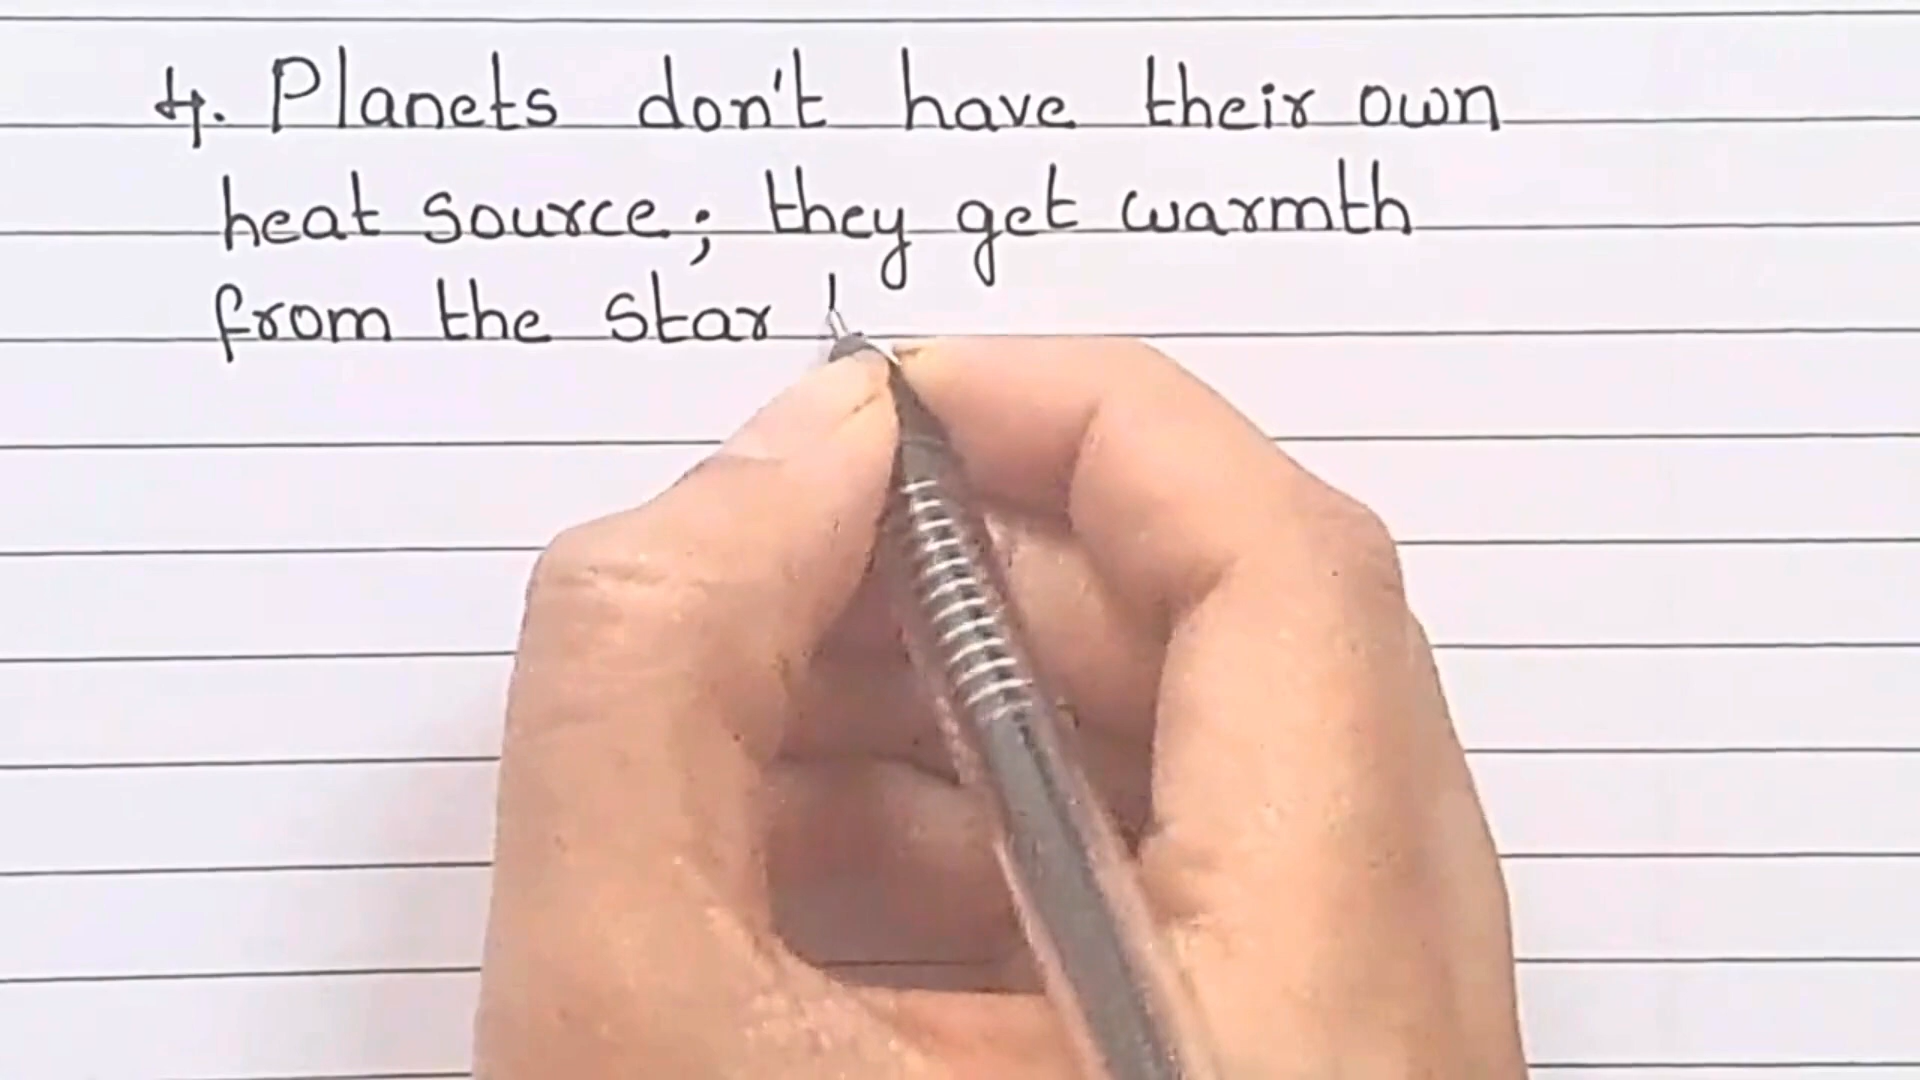 4. Planets don't have their own
heat source; they get warmth
from the star